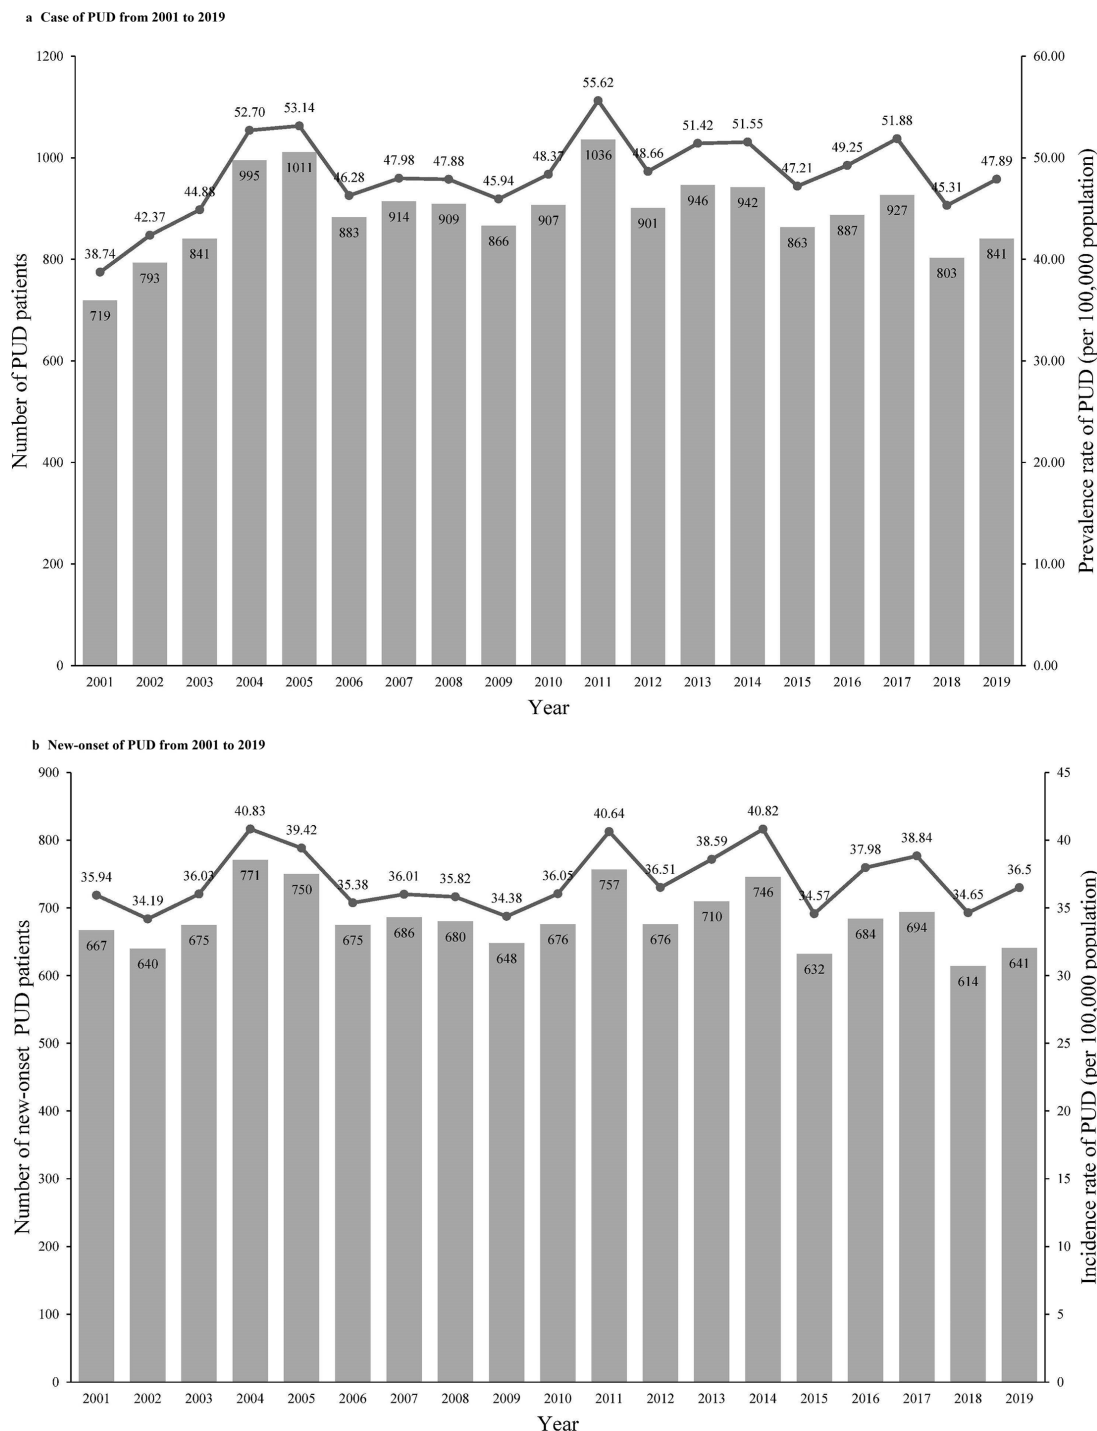 a Case of PUD from 2001 to 2019
1200 60.00
55.62
52.70 53.14
51.42 51.55 51.88
48.37 48.66 49.25
47.98 47.88 47.21 47.89
46.28 45.94 45.31
44.88
42.37
38.74
1000 50.00
800 40.00
600 30.00
400 20.00
200 10.00
0 0.00
719 793 841 995 1011 883 914 909 866 907 1036 901 946 942 863 887 927 803 841
Number of PUD patients
Prevalence rate of PUD (per 100,000 population)
2001 2002 2003 2004 2005 2006 2007 2008 2009 2010 2011 2012 2013 2014 2015 2016 2017 2018 2019
Year
b New-onset of PUD from 2001 to 2019
900 45
35.94 34.19 36.03 40.83 39.42 35.38 36.01 35.82 34.38 36.05 40.64 36.51 38.59 40.82 34.57 37.98 38.84 34.65 36.5
800 40
700 35
600 30
500 25
400 20
300 15
200 10
100 5
0 0
667 640 675 771 750 675 686 680 648 676 757 676 710 746 632 684 694 614 641
Number of new-onset PUD patients
Incidence rate of PUD (per 100,000 population)
2001 2002 2003 2004 2005 2006 2007 2008 2009 2010 2011 2012 2013 2014 2015 2016 2017 2018 2019
Year